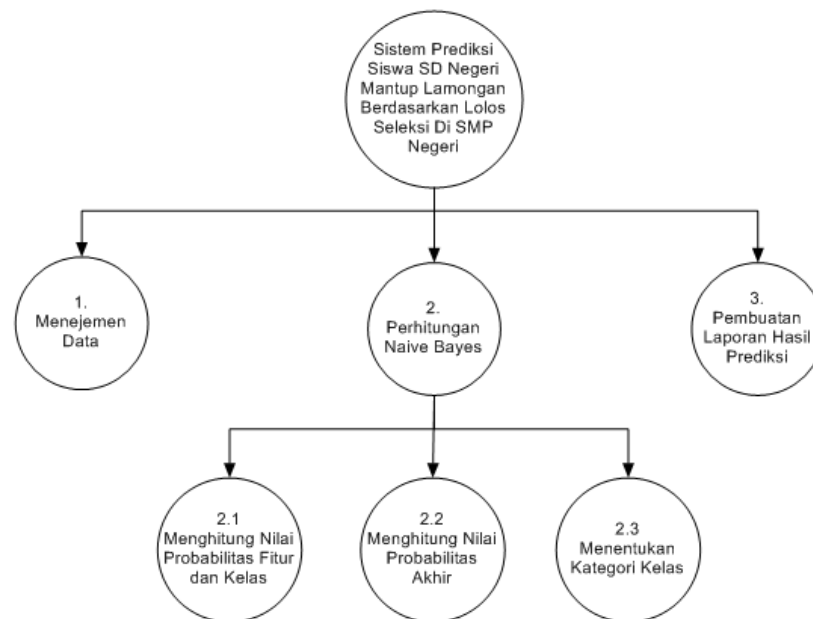 Sistem Prediksi
Siswa SD Negeri
Mantup Lamongan
Berdasarkan Lolos
Seleksi Di SMP
Negeri
1.
Menejemen
Data
2.
Perhitungan
Naive Bayes
3.
Pembuatan
Laporan Hasil
Prediksi
2.1
Menghitung Nilai
Probabilitas Fitur
dan Kelas
2.2
Menghitung Nilai
Probabilitas
Akhir
2.3
Menentukan
Kategori Kelas